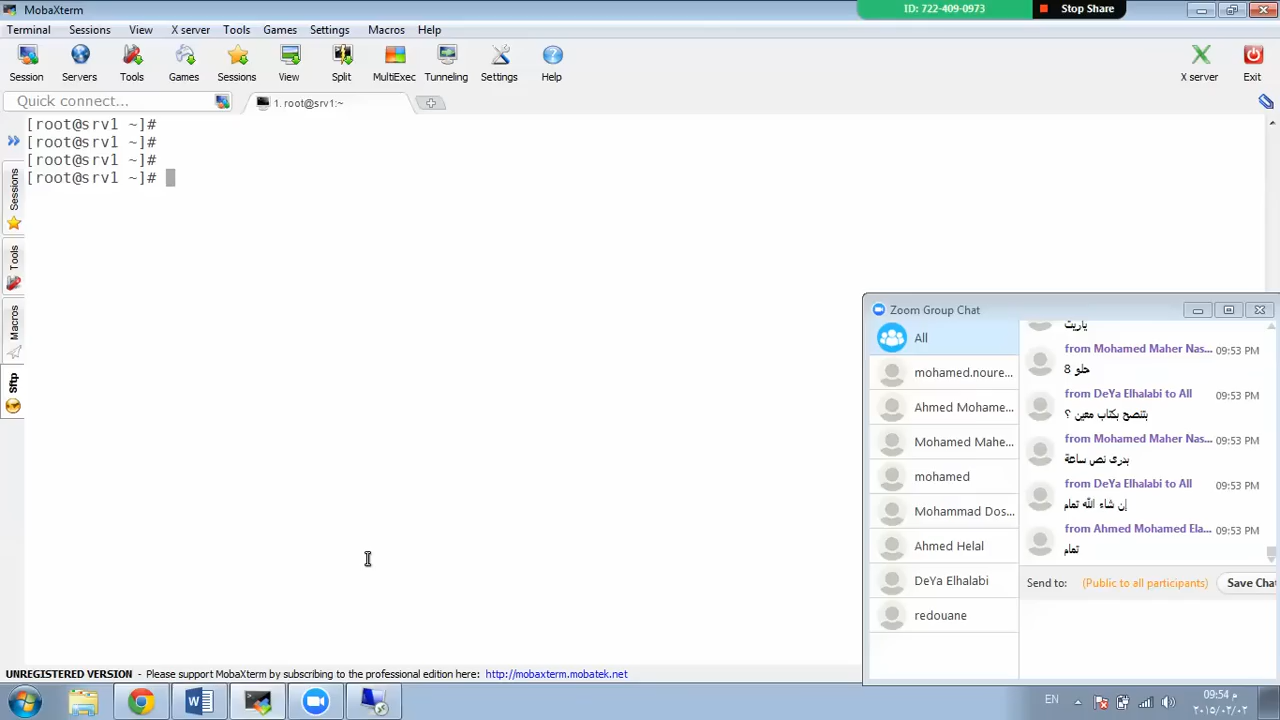 MobaXterm
ID: 722-409-0973
Stop Share
Terminal Sessions View X server Tools Games Settings Macros Help
Session Servers Tools Games Sessions View Split MultiExec Tunneling Settings Help X server Exit
Quick connect...
1. root@srv1:~
[root@srv1 ~]#
[root@srv1 ~]#
[root@srv1 ~]#
[root@srv1 ~]#
Sessions
Tools
Macros
Sftp
Zoom Group Chat
All
mohamed.noure...
Ahmed Mohame...
Mohamed Mahe...
mohamed
Mohammad Dos...
Ahmed Helal
DeYa Elhalabi
redouane
ياريت
from Mohamed Maher Nas... 09:53 PM
حلو 8
from DeYa Elhalabi to All 09:53 PM
بتنصح بكتاب معين ؟
from Mohamed Maher Nas... 09:53 PM
بدرى نص ساعة
from DeYa Elhalabi to All 09:53 PM
إن شاء الله تمام
from Ahmed Mohamed Ela... 09:53 PM
تمام
Send to: (Public to all participants) Save Chat
UNREGISTERED VERSION - Please support MobaXterm by subscribing to the professional edition here: http://mobaxterm.mobatek.net
EN
09:54 م
٢٠١٥/٠٢/٠٢